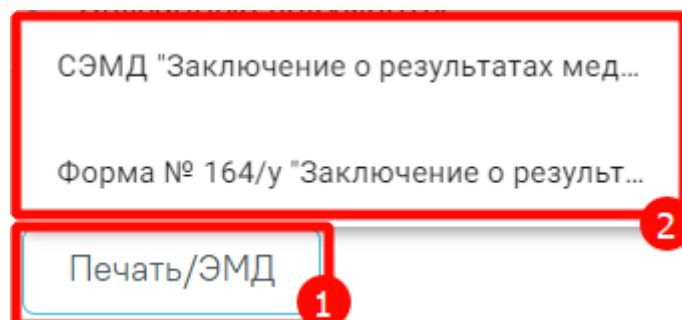 СЭМД "Заключение о результатах мед...
Форма № 164/у "Заключение о результ...
2
Печать/ЭМД
1